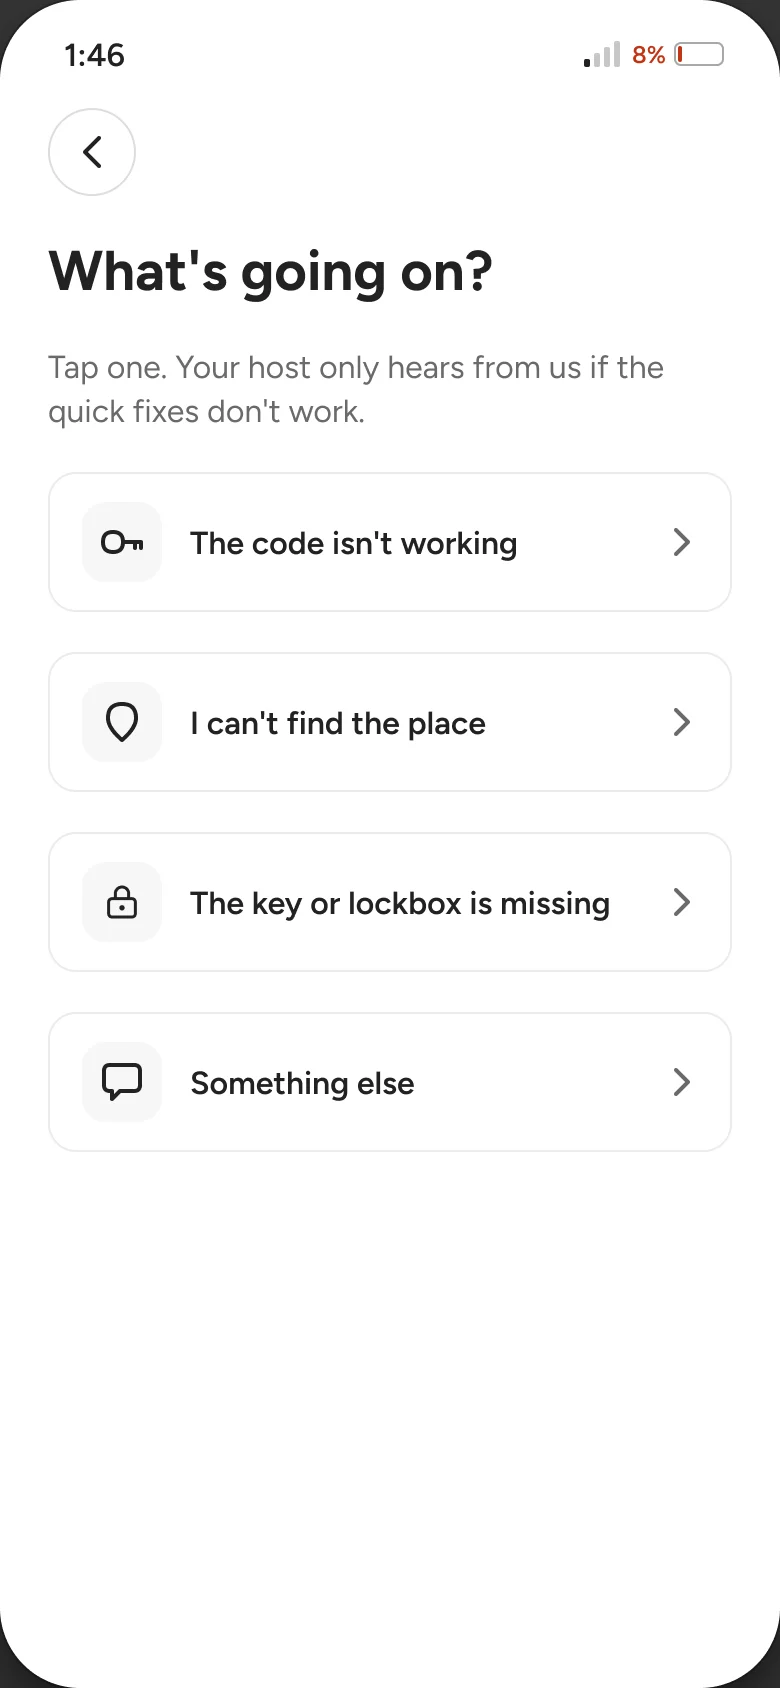 1:46
8%
What's going on?
Tap one. Your host only hears from us if the
quick fixes don't work.
The code isn't working
I can't find the place
The key or lockbox is missing
Something else